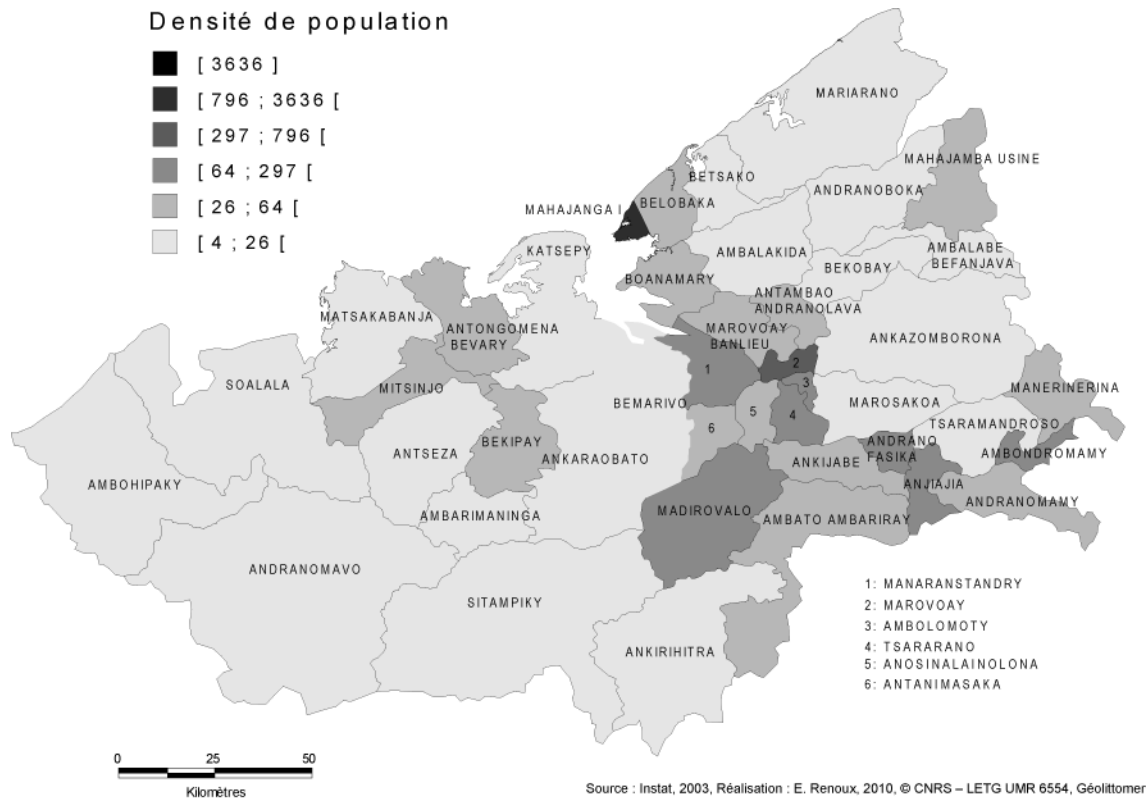 Densité de population
[ 3636 ]
[ 796 ; 3636 [
[ 297 ; 796 [
[ 64 ; 297 [
[ 26 ; 64 [
[ 4 ; 26 [
MARIARANO
MAHAJAMBA USINE
BETSAKO
ANDRANOBOKA
MAHAJANGA I
BELOBAKA
KATSEPY
AMBALAKIDA
AMBALABE
BEFANJAVA
BEKOBAY
BOANAMARY
ANTAMBAO
ANDRANOLAVA
MATSAKABANJA
ANTONGOMENA
BEVARY
MAROVOAY
BANLIEU
ANKAZOMBORONA
SOALALA
MITSINJO
1
2
3
4
5
6
BEMARIVO
MAROSAKOA
MANERINERINA
TSARAMANDROSO
BEKIPAY
ANTSEZA
ANKARAOBATO
ANDRANO
FASIKA
AMBONDROMAMY
ANKIJABE
AMBOHIPAKY
ANJIAJIA
ANDRANOMAMY
AMBARIMANINGA
MADIROVALO
AMBATO AMBARIRAY
ANDRANOMAVO
SITAMPIKY
ANKIRIHITRA
1: MANARANSTANDRY
2: MAROVOAY
3: AMBOLOMOTY
4: TSARARANO
5: ANOSINALAINOLONA
6: ANTANIMASAKA
0 25 50
Kilomètres
Source : Instat, 2003, Réalisation : E. Renoux, 2010, © CNRS – LETG UMR 6554, Géolittomer